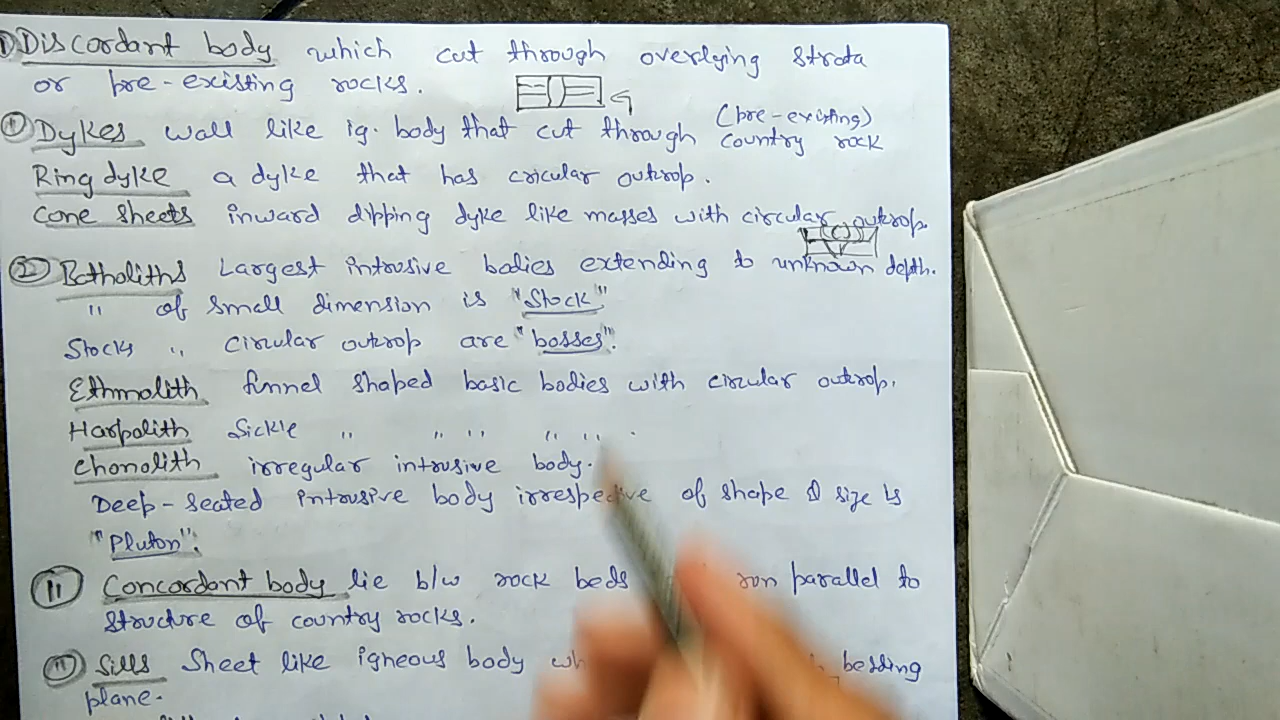 I) Discordant body which cut through overlying strata
or pre-existing rocks.
① Dykes wall like ig. body that cut through (pre-existing) country rock
Ring dyke a dyke that has cricular outcrop.
Cone sheets inward dipping dyke like masses with circular outcrop.
② Batholiths Largest intrusive bodies extending to unknown depth.
" of small dimension is "Stock"
Stocks " circular outcrop are "bosses".
Ethmolith funnel shaped basic bodies with circular outcrop.
Harpolith Sickle " " " " " .
Chonolith irregular intrusive body.
Deep-seated intrusive body irrespective of shape & size is
"Pluton".
II Concordant body lie b/w rock beds run parallel to
structure of country rocks.
Sills Sheet like igneous body bedding
plane.